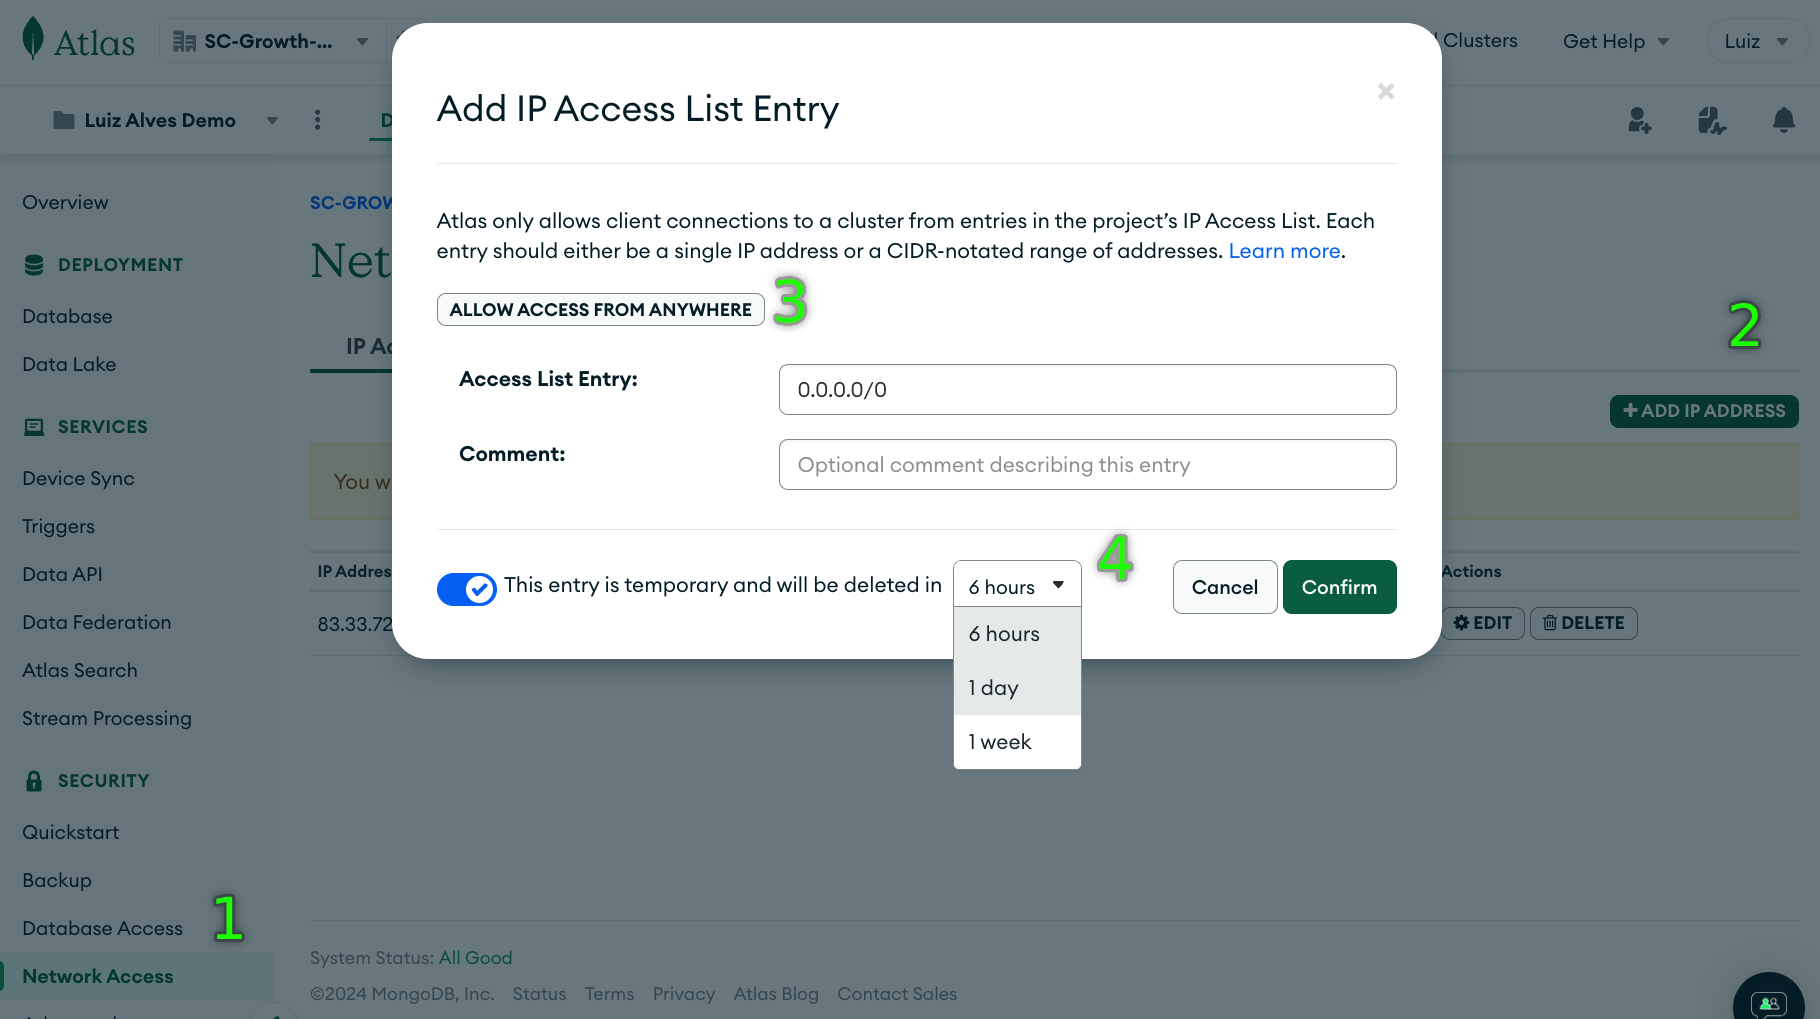 Atlas
SC-Growth-...
Clusters
Get Help
Luiz
Luiz Alves Demo
D
Overview
DEPLOYMENT
Database
Data Lake
SERVICES
Device Sync
Triggers
Data API
Data Federation
Atlas Search
Stream Processing
SECURITY
Quickstart
Backup
Database Access
1
Network Access
SC-GROW
Net
IP Ac
You w
IP Addres
83.33.72
Add IP Access List Entry
×
Atlas only allows client connections to a cluster from entries in the project’s IP Access List. Each
entry should either be a single IP address or a CIDR-notated range of addresses. Learn more.
ALLOW ACCESS FROM ANYWHERE
3
Access List Entry:
0.0.0.0/0
Comment:
Optional comment describing this entry
This entry is temporary and will be deleted in
6 hours
4
Cancel
Confirm
6 hours
1 day
1 week
2
+ ADD IP ADDRESS
Actions
EDIT
DELETE
System Status: All Good
©2024 MongoDB, Inc. Status Terms Privacy Atlas Blog Contact Sales